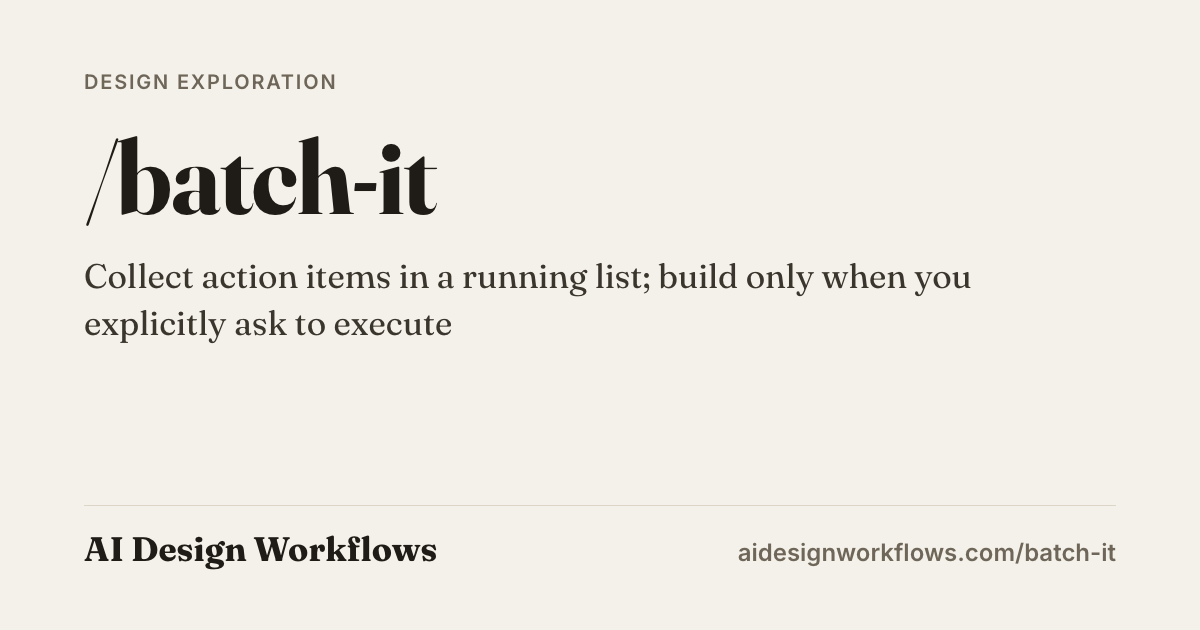 DESIGN EXPLORATION
/batch-it
Collect action items in a running list; build only when you
explicitly ask to execute
AI Design Workflows
aidesignworkflows.com/batch-it